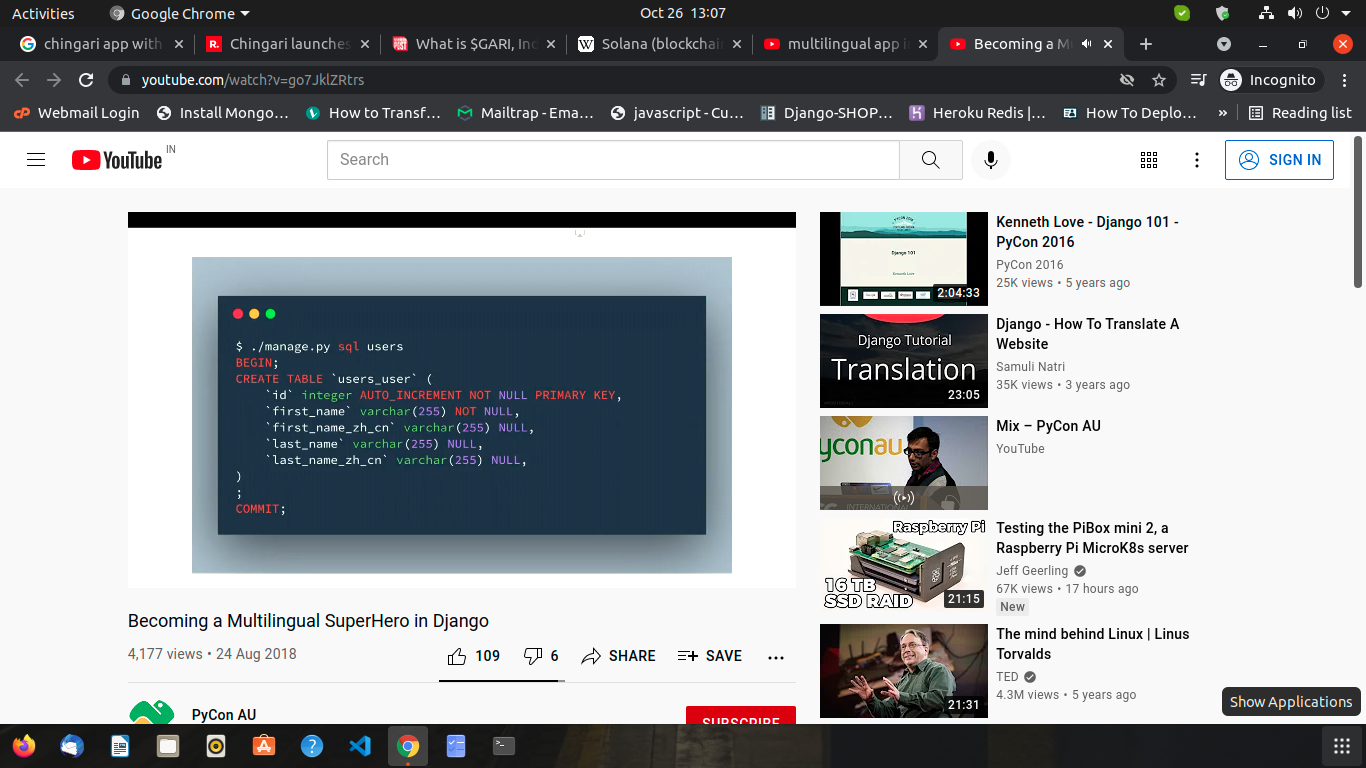 Activities
Google Chrome
Oct 26 13:07
chingari app with
Chingari launches
What is $GARI, Ind
Solana (blockchain
multilingual app i
Becoming a Mu
youtube.com/watch?v=go7JklZRtrs
Incognito
Webmail Login
Install Mongo…
How to Transf…
Mailtrap - Ema…
javascript - Cu…
Django-SHOP…
Heroku Redis |…
How To Deplo…
»
Reading list
YouTube IN
Search
SIGN IN
$ ./manage.py sql users
BEGIN;
CREATE TABLE `users_user` (
`id` integer AUTO_INCREMENT NOT NULL PRIMARY KEY,
`first_name` varchar(255) NOT NULL,
`first_name_zh_cn` varchar(255) NULL,
`last_name` varchar(255) NULL,
`last_name_zh_cn` varchar(255) NULL,
)
;
COMMIT;
Becoming a Multilingual SuperHero in Django
4,177 views • 24 Aug 2018
109
6
SHARE
SAVE
PyCon AU
SUBSCRIBE
Django 101
Kenneth Love
2:04:33
Kenneth Love - Django 101 -
PyCon 2016
PyCon 2016
25K views • 5 years ago
Django Tutorial
Translation
23:05
Django - How To Translate A
Website
Samuli Natri
35K views • 3 years ago
yconau
INTERNATIONAL
Mix – PyCon AU
YouTube
Raspberry Pi
16 TB
SSD RAID
21:15
Testing the PiBox mini 2, a
Raspberry Pi MicroK8s server
Jeff Geerling
67K views • 17 hours ago
New
21:31
The mind behind Linux | Linus
Torvalds
TED
4.3M views • 5 years ago
Show Applications